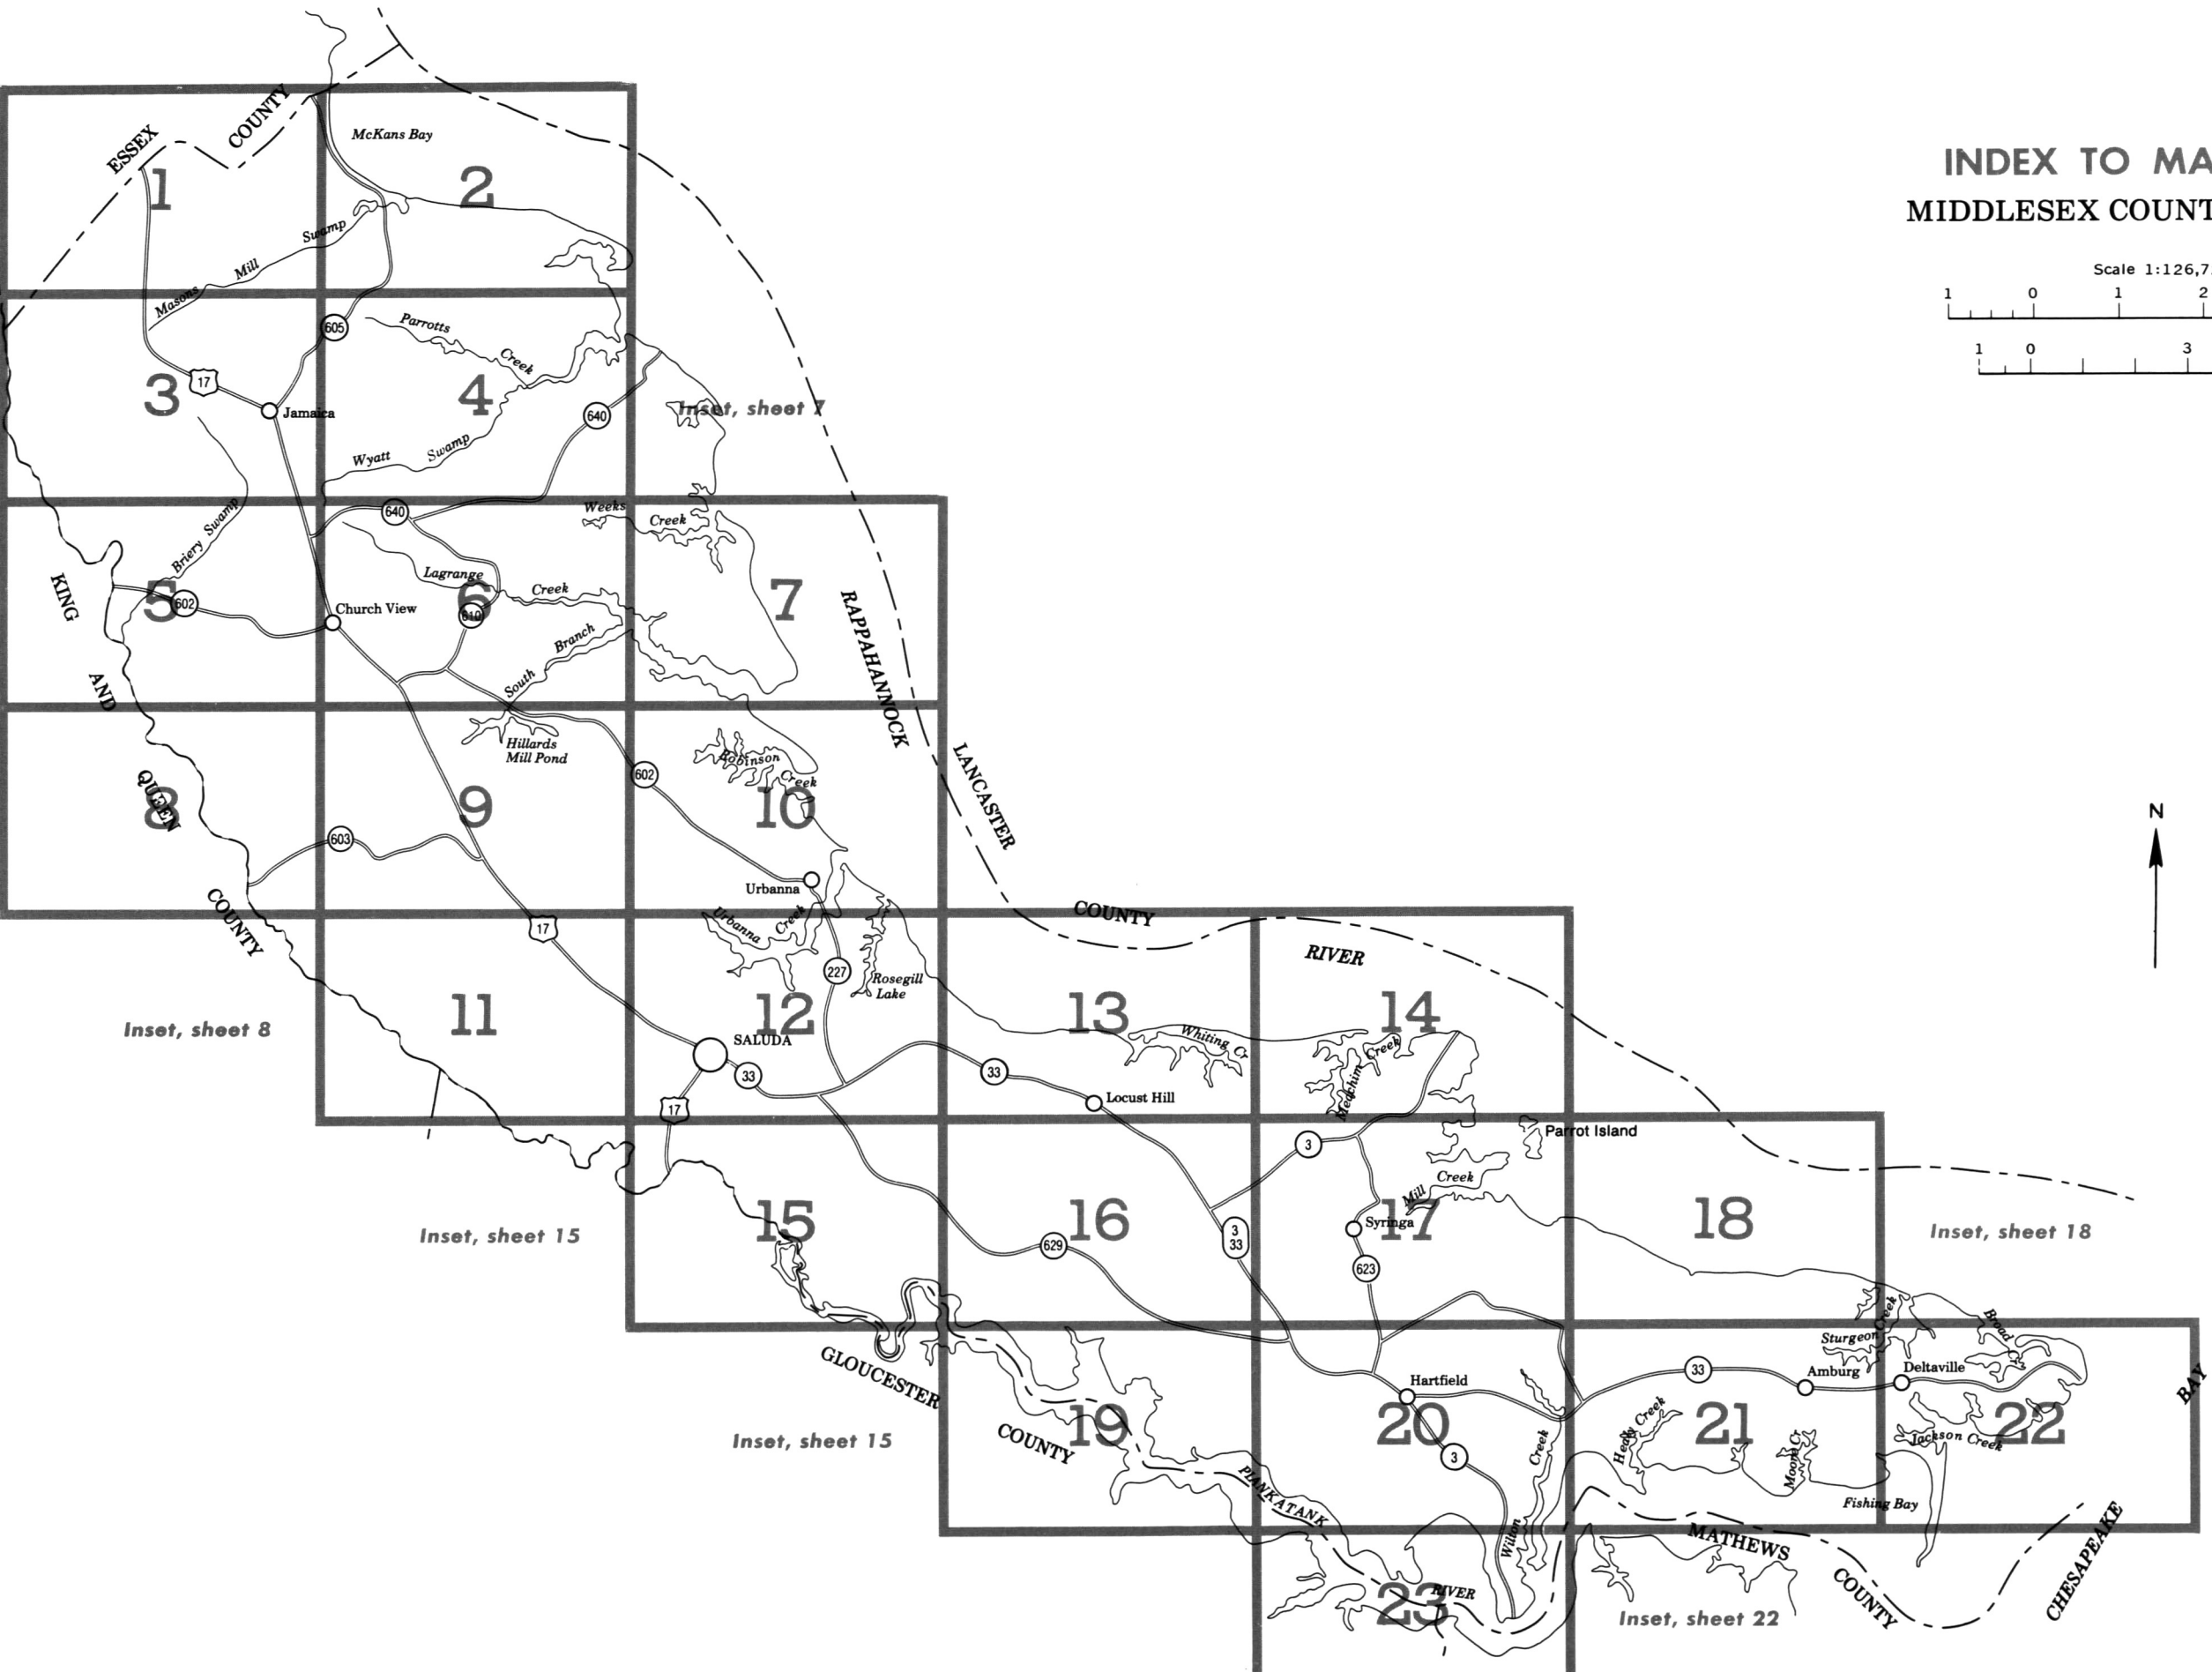 INDEX TO MA
MIDDLESEX COUNT
Scale 1:126,7
1 0 1 2
1 0 3
N
ESSEX COUNTY
McKans Bay
1
2
Masons Mill Swamp
605
Parrotts Creek
17
3
4
Jamaica
640
Inset, sheet 7
Wyatt Swamp
640
Weeks Creek
Briery Swamp
KING AND QUEEN COUNTY
Lagrange Creek
5
602
6
610
7
Church View
South Branch
RAPPAHANNOCK
LANCASTER
Hillards
Mill Pond
Robinson Creek
602
8
9
10
603
Urbanna
Urbanna Creek
COUNTY
17
RIVER
227
Rosegill
Lake
Inset, sheet 8
11
12
13
14
SALUDA
Whiting Cr
Meachim Creek
33
33
17
Locust Hill
Parrot Island
3
Mill Creek
Inset, sheet 15
15
16
17
18
Inset, sheet 18
Syringa
3
33
629
623
GLOUCESTER COUNTY
Sturgeon Creek
Broad Cr
33
Amburg
Deltaville
Hartfield
Inset, sheet 15
19
20
21
22
Healy Creek
Moore Cr
Jackson Creek
BAY
3
Wilton Creek
PIANKATANK
Fishing Bay
MATHEWS COUNTY
CHESAPEAKE
23
RIVER
Inset, sheet 22